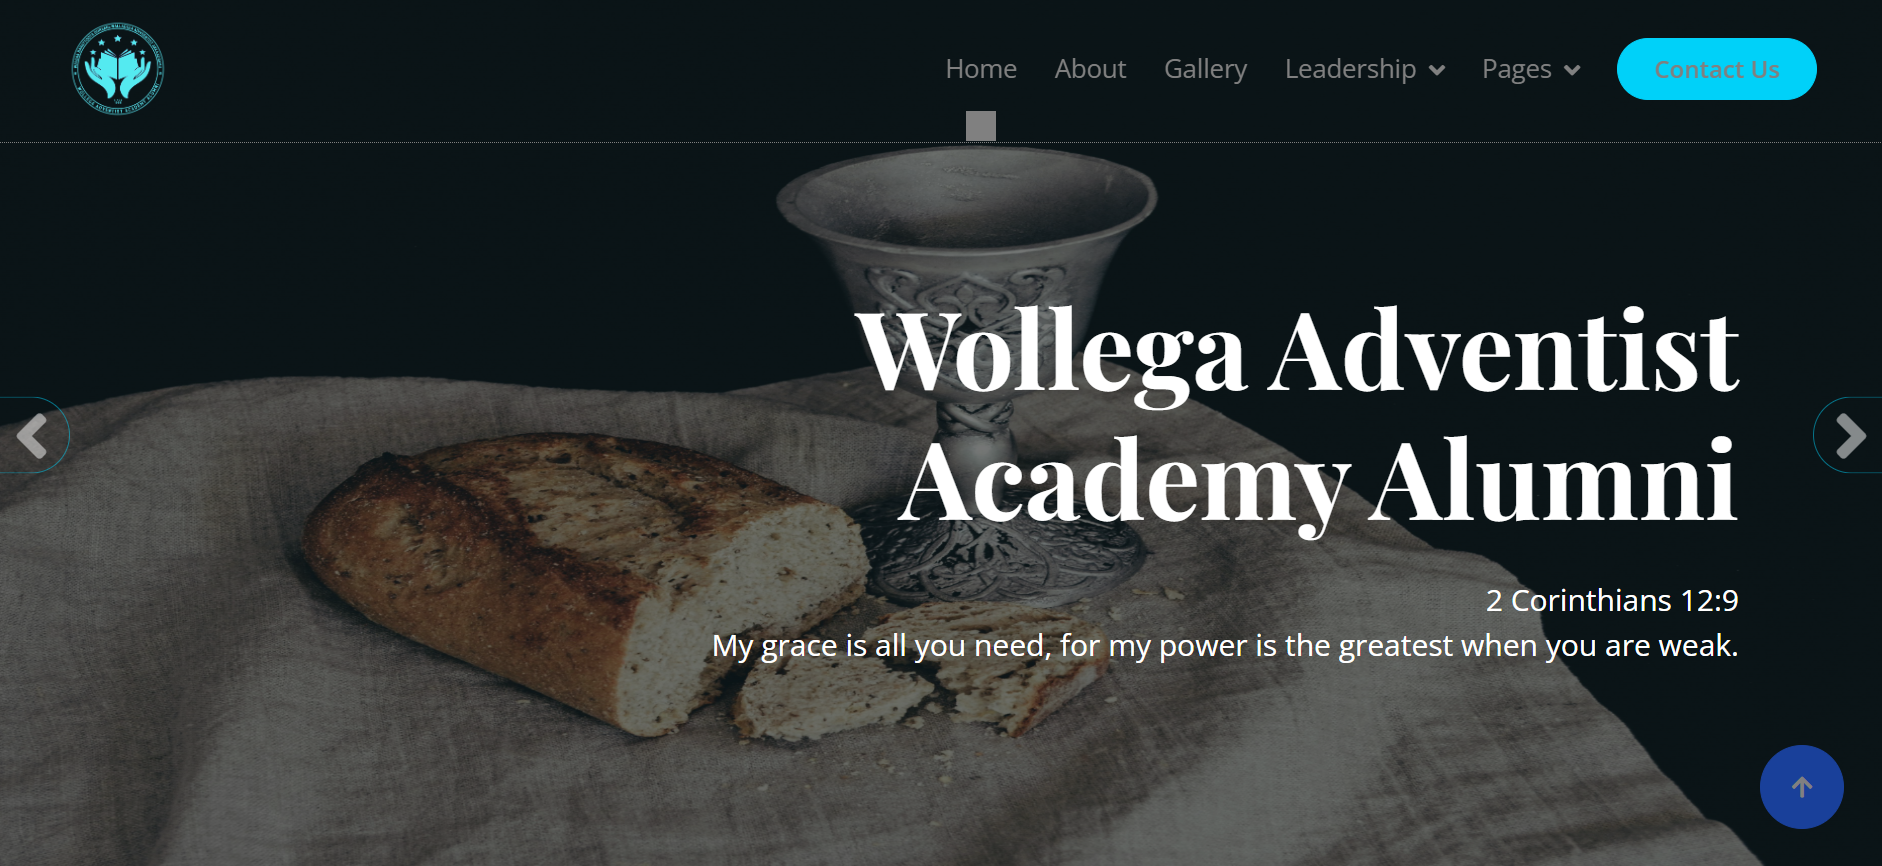 Home About Gallery Leadership Pages Contact Us
Wollega Adventist
Academy Alumni
2 Corinthians 12:9
My grace is all you need, for my power is the greatest when you are weak.